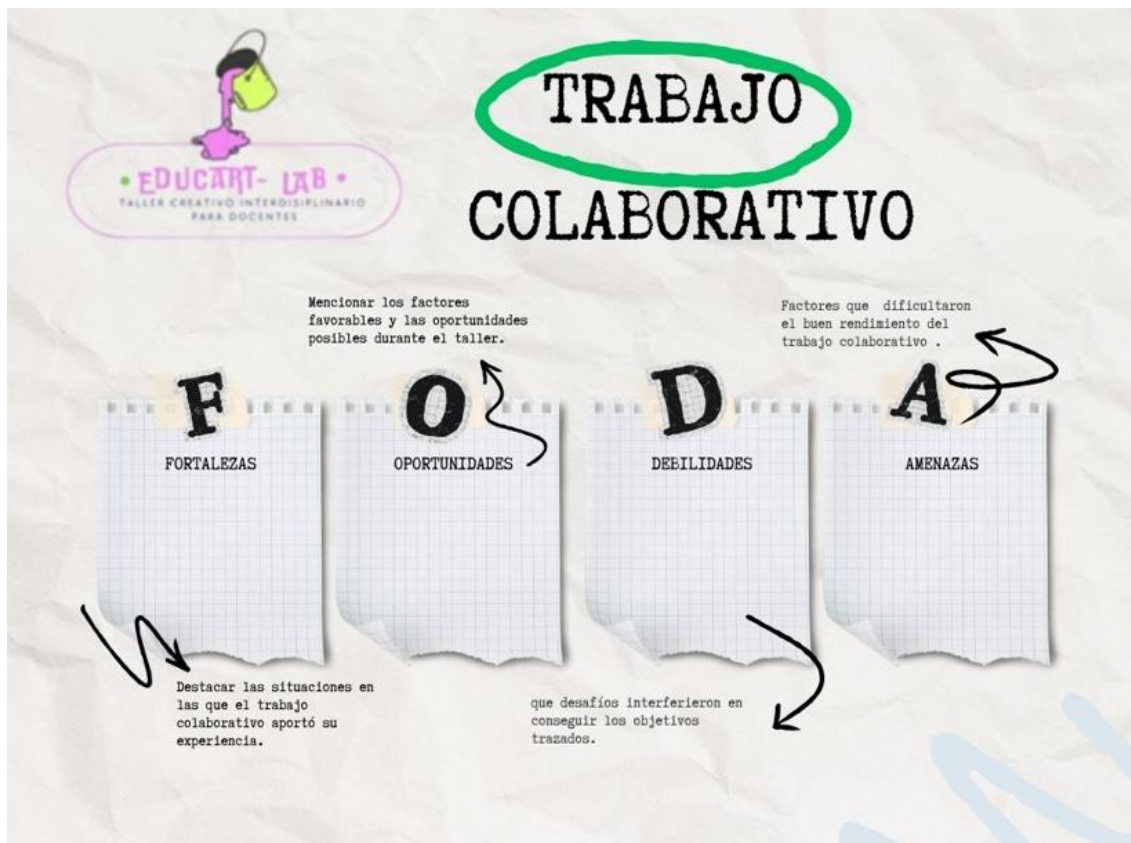 EDUCART- LAB
TALLER CREATIVO INTERDISIPLINARIO
PARA DOCENTES
TRABAJO
COLABORATIVO
Mencionar los factores
favorables y las oportunidades
posibles durante el taller.
Factores que dificultaron
el buen rendimiento del
trabajo colaborativo .
F
FORTALEZAS
O
OPORTUNIDADES
D
DEBILIDADES
A
AMENAZAS
Destacar las situaciones en
las que el trabajo
colaborativo aportó su
experiencia.
que desafíos interferieron en
conseguir los objetivos
trazados.